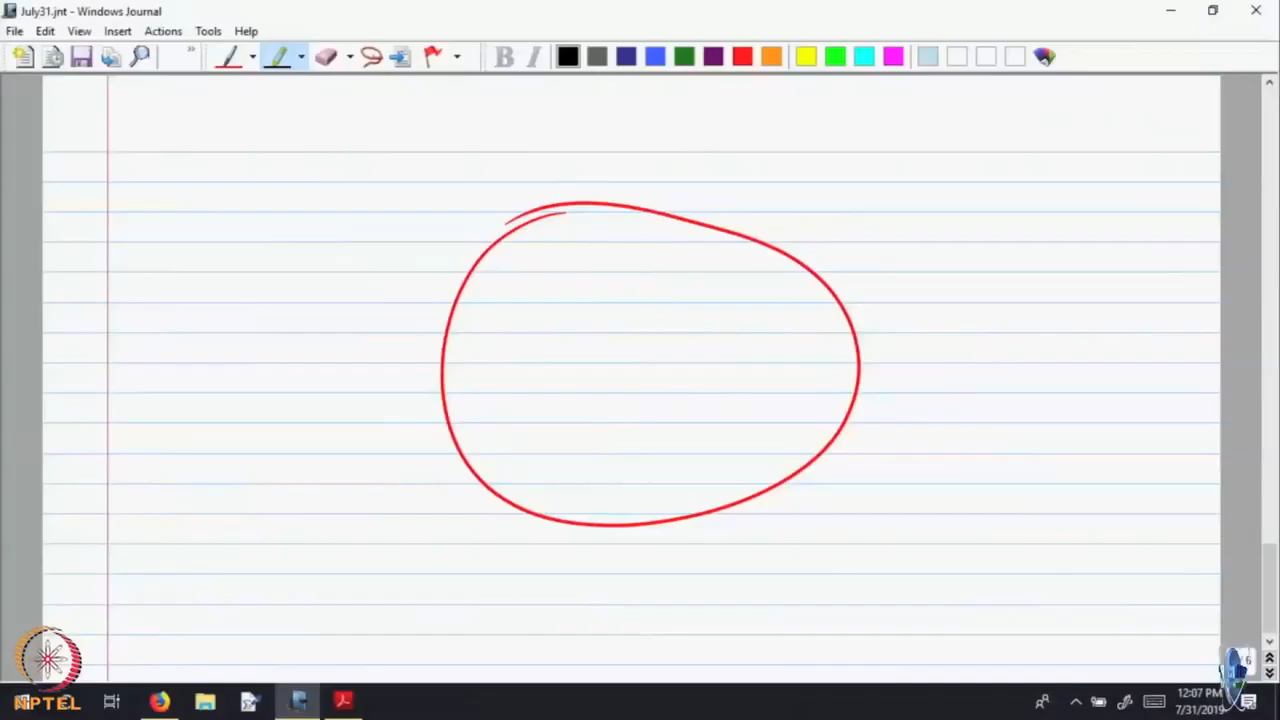 July31.jnt - Windows Journal
File Edit View Insert Actions Tools Help
B I
NPTEL
12:07 PM
7/31/2019